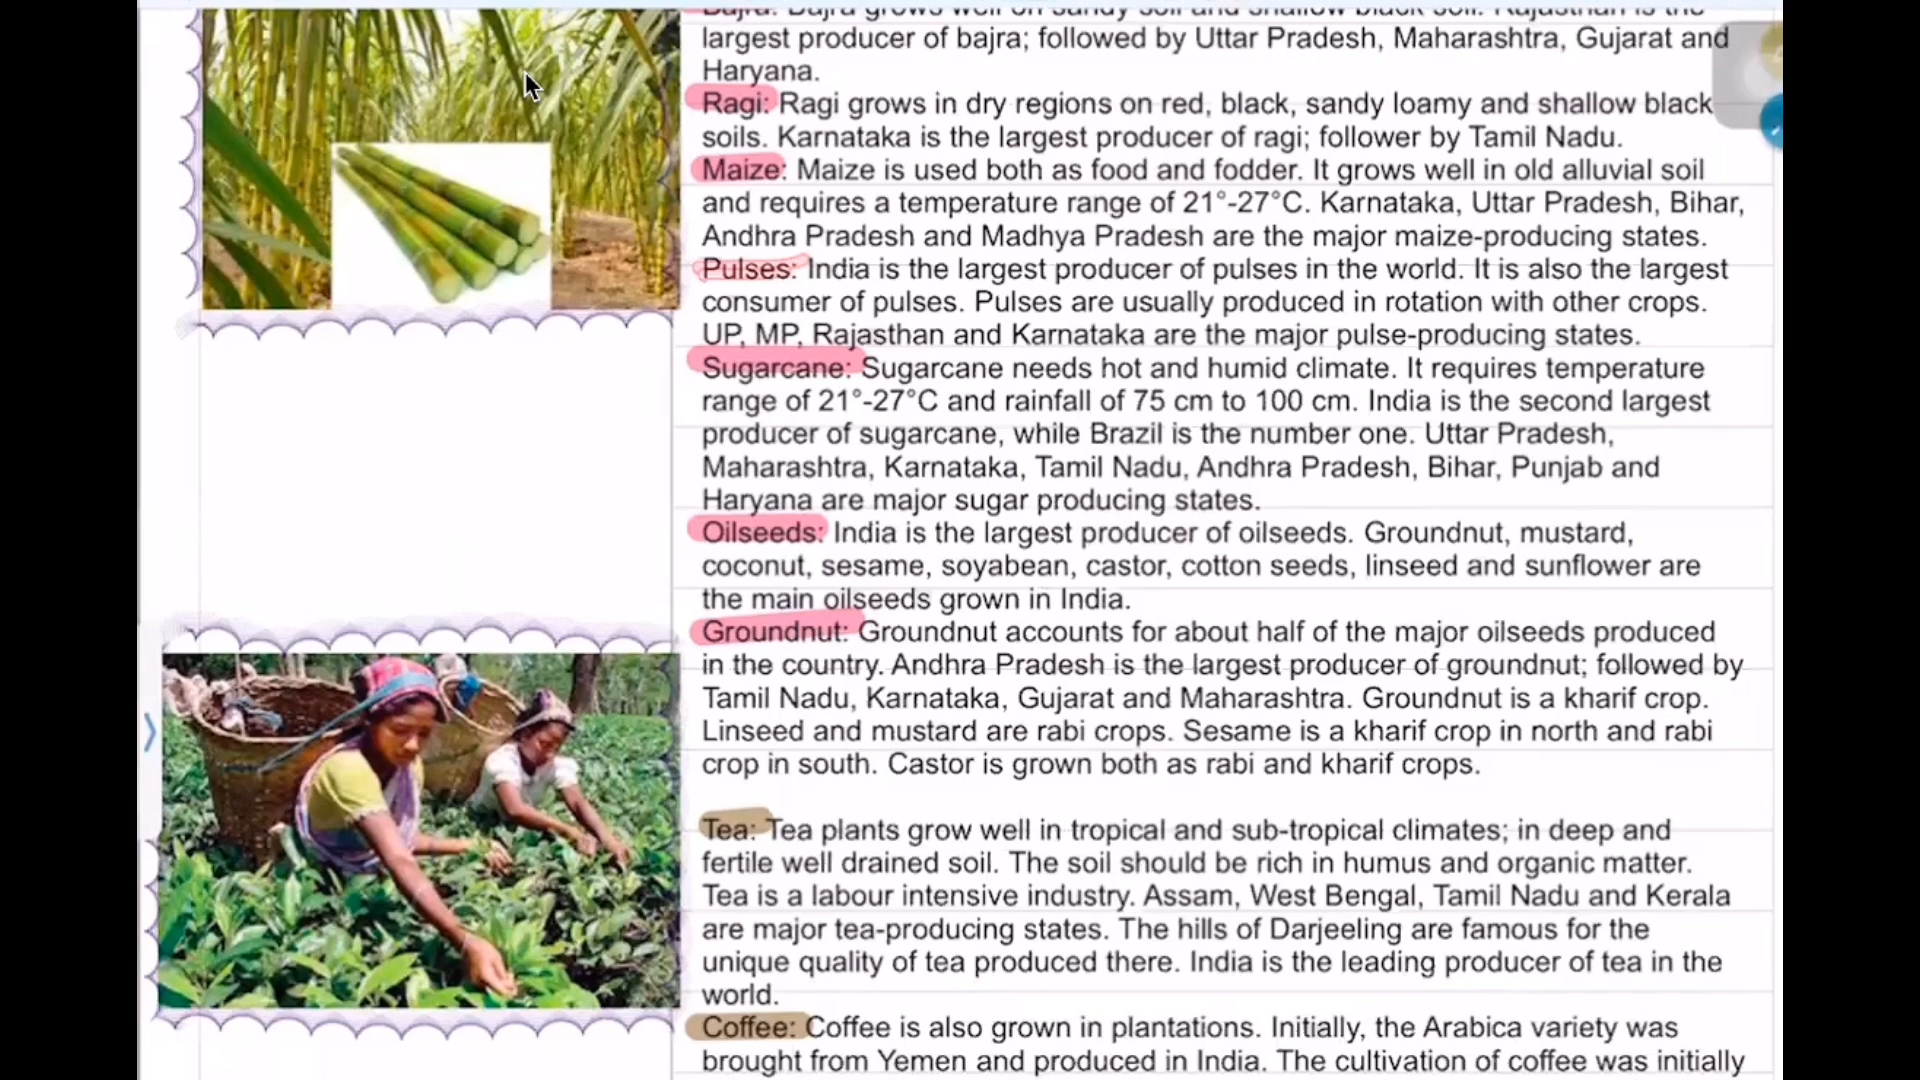 Bajra: Bajra grows well on sandy soil and shallow black soil. Rajasthan is the
largest producer of bajra; followed by Uttar Pradesh, Maharashtra, Gujarat and
Haryana.
Ragi: Ragi grows in dry regions on red, black, sandy loamy and shallow black
soils. Karnataka is the largest producer of ragi; follower by Tamil Nadu.
Maize: Maize is used both as food and fodder. It grows well in old alluvial soil
and requires a temperature range of 21°-27°C. Karnataka, Uttar Pradesh, Bihar,
Andhra Pradesh and Madhya Pradesh are the major maize-producing states.
Pulses: India is the largest producer of pulses in the world. It is also the largest
consumer of pulses. Pulses are usually produced in rotation with other crops.
UP, MP, Rajasthan and Karnataka are the major pulse-producing states.
Sugarcane: Sugarcane needs hot and humid climate. It requires temperature
range of 21°-27°C and rainfall of 75 cm to 100 cm. India is the second largest
producer of sugarcane, while Brazil is the number one. Uttar Pradesh,
Maharashtra, Karnataka, Tamil Nadu, Andhra Pradesh, Bihar, Punjab and
Haryana are major sugar producing states.
Oilseeds: India is the largest producer of oilseeds. Groundnut, mustard,
coconut, sesame, soyabean, castor, cotton seeds, linseed and sunflower are
the main oilseeds grown in India.
Groundnut: Groundnut accounts for about half of the major oilseeds produced
in the country. Andhra Pradesh is the largest producer of groundnut; followed by
Tamil Nadu, Karnataka, Gujarat and Maharashtra. Groundnut is a kharif crop.
Linseed and mustard are rabi crops. Sesame is a kharif crop in north and rabi
crop in south. Castor is grown both as rabi and kharif crops.
Tea: Tea plants grow well in tropical and sub-tropical climates; in deep and
fertile well drained soil. The soil should be rich in humus and organic matter.
Tea is a labour intensive industry. Assam, West Bengal, Tamil Nadu and Kerala
are major tea-producing states. The hills of Darjeeling are famous for the
unique quality of tea produced there. India is the leading producer of tea in the
world.
Coffee: Coffee is also grown in plantations. Initially, the Arabica variety was
brought from Yemen and produced in India. The cultivation of coffee was initially